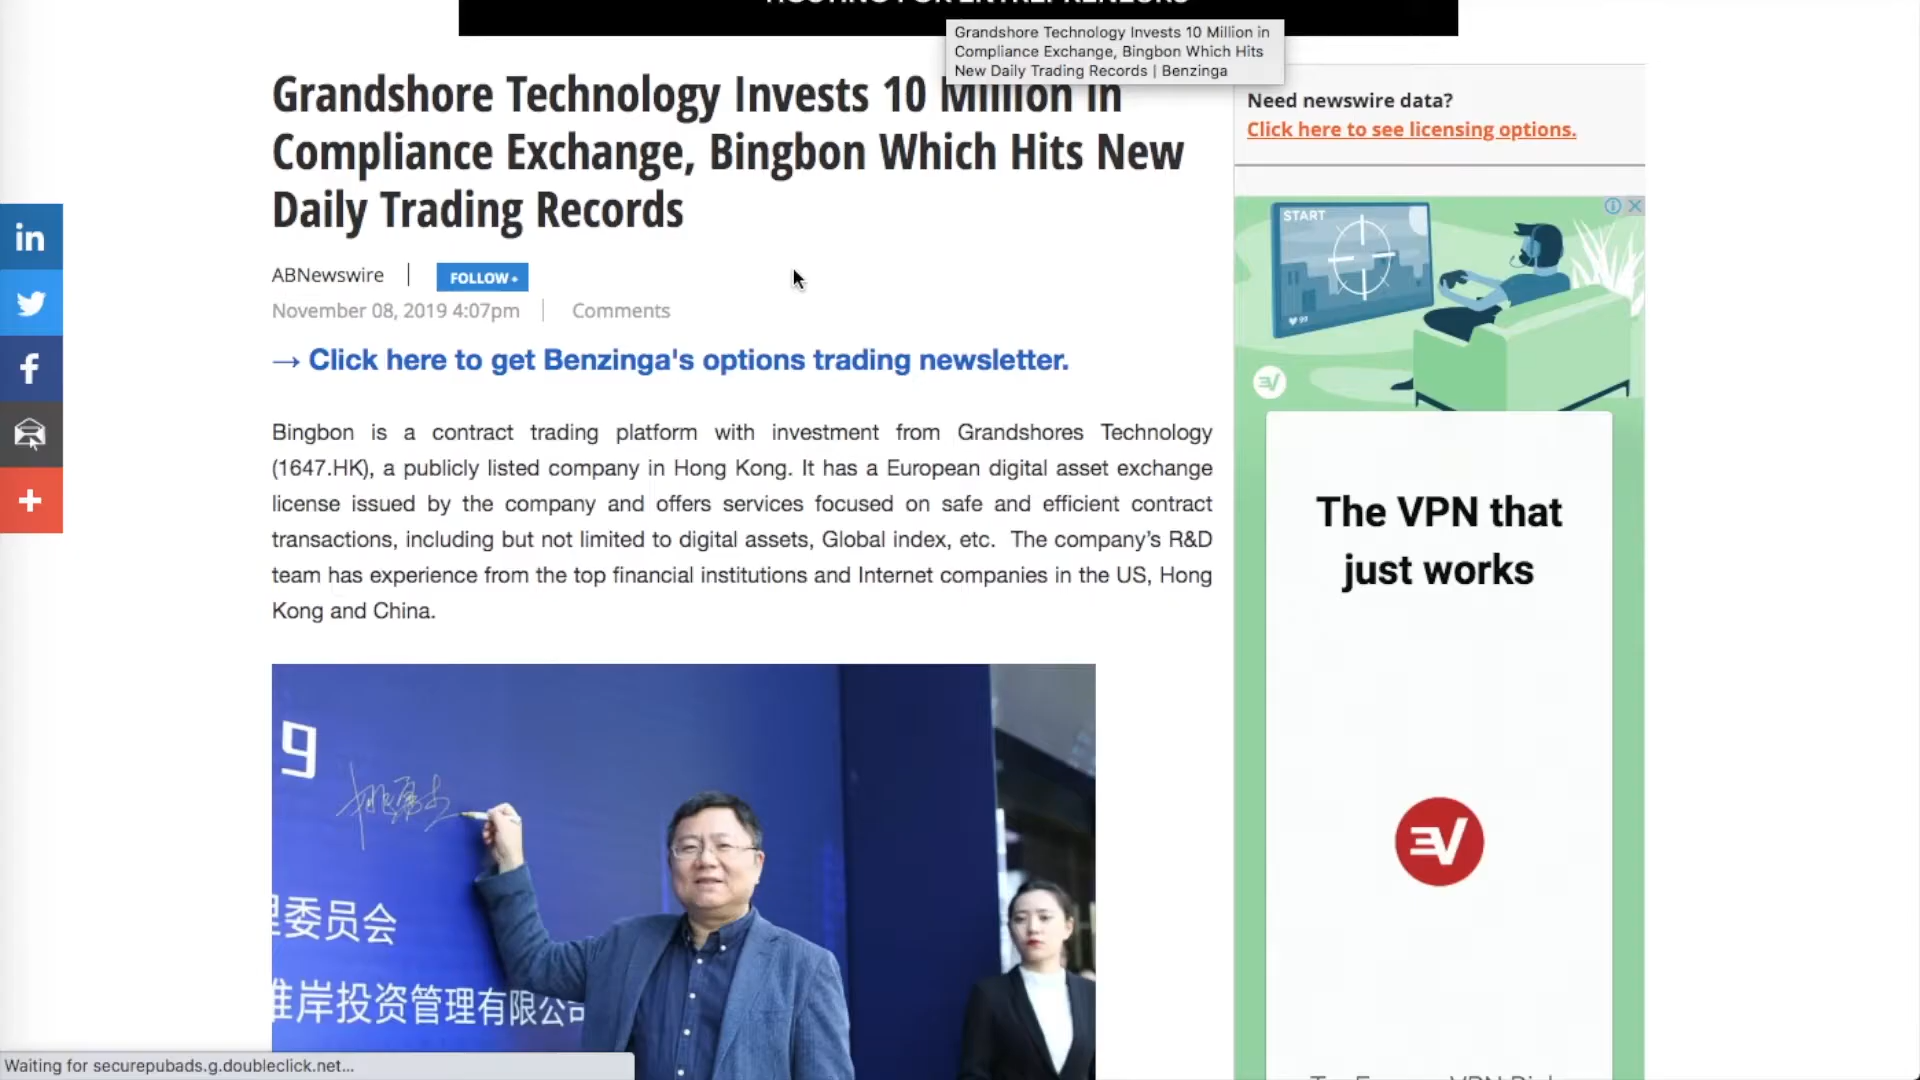 Grandshore Technology Invests 10 Million in
Compliance Exchange, Bingbon Which Hits
New Daily Trading Records | Benzinga
Grandshore Technology Invests 10 Million in
Compliance Exchange, Bingbon Which Hits New
Daily Trading Records
ABNewswire
FOLLOW+
November 08, 2019 4:07pm
Comments
→ Click here to get Benzinga's options trading newsletter.
Bingbon is a contract trading platform with investment from Grandshores Technology
(1647.HK), a publicly listed company in Hong Kong. It has a European digital asset exchange
license issued by the company and offers services focused on safe and efficient contract
transactions, including but not limited to digital assets, Global index, etc. The company's R&D
team has experience from the top financial institutions and Internet companies in the US, Hong
Kong and China.
9
委员会
岸投资管理有限公司
Need newswire data?
Click here to see licensing options.
START
99
The VPN that
just works
in
f
+
Waiting for securepubads.g.doubleclick.net...